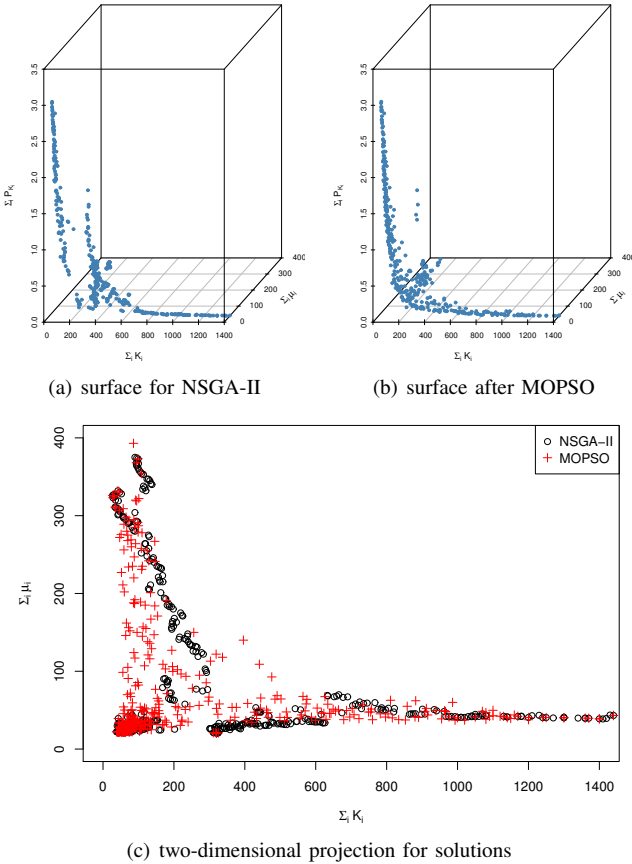 3.5
3.0
2.5
2.0
1.5
1.0
0.5
0.0
Σi PKi
0 200 400 600 800 1000 1200 1400
Σi Ki
0
100
200
300
400
Σi μi
(a) surface for NSGA-II
3.5
3.0
2.5
2.0
1.5
1.0
0.5
0.0
Σi PKi
0 200 400 600 800 1000 1200 1400
Σi Ki
0
100
200
300
400
Σi μi
(b) surface after MOPSO
NSGA-II
MOPSO
400
300
200
100
0
Σi μi
0 200 400 600 800 1000 1200 1400
Σi Ki
(c) two-dimensional projection for solutions